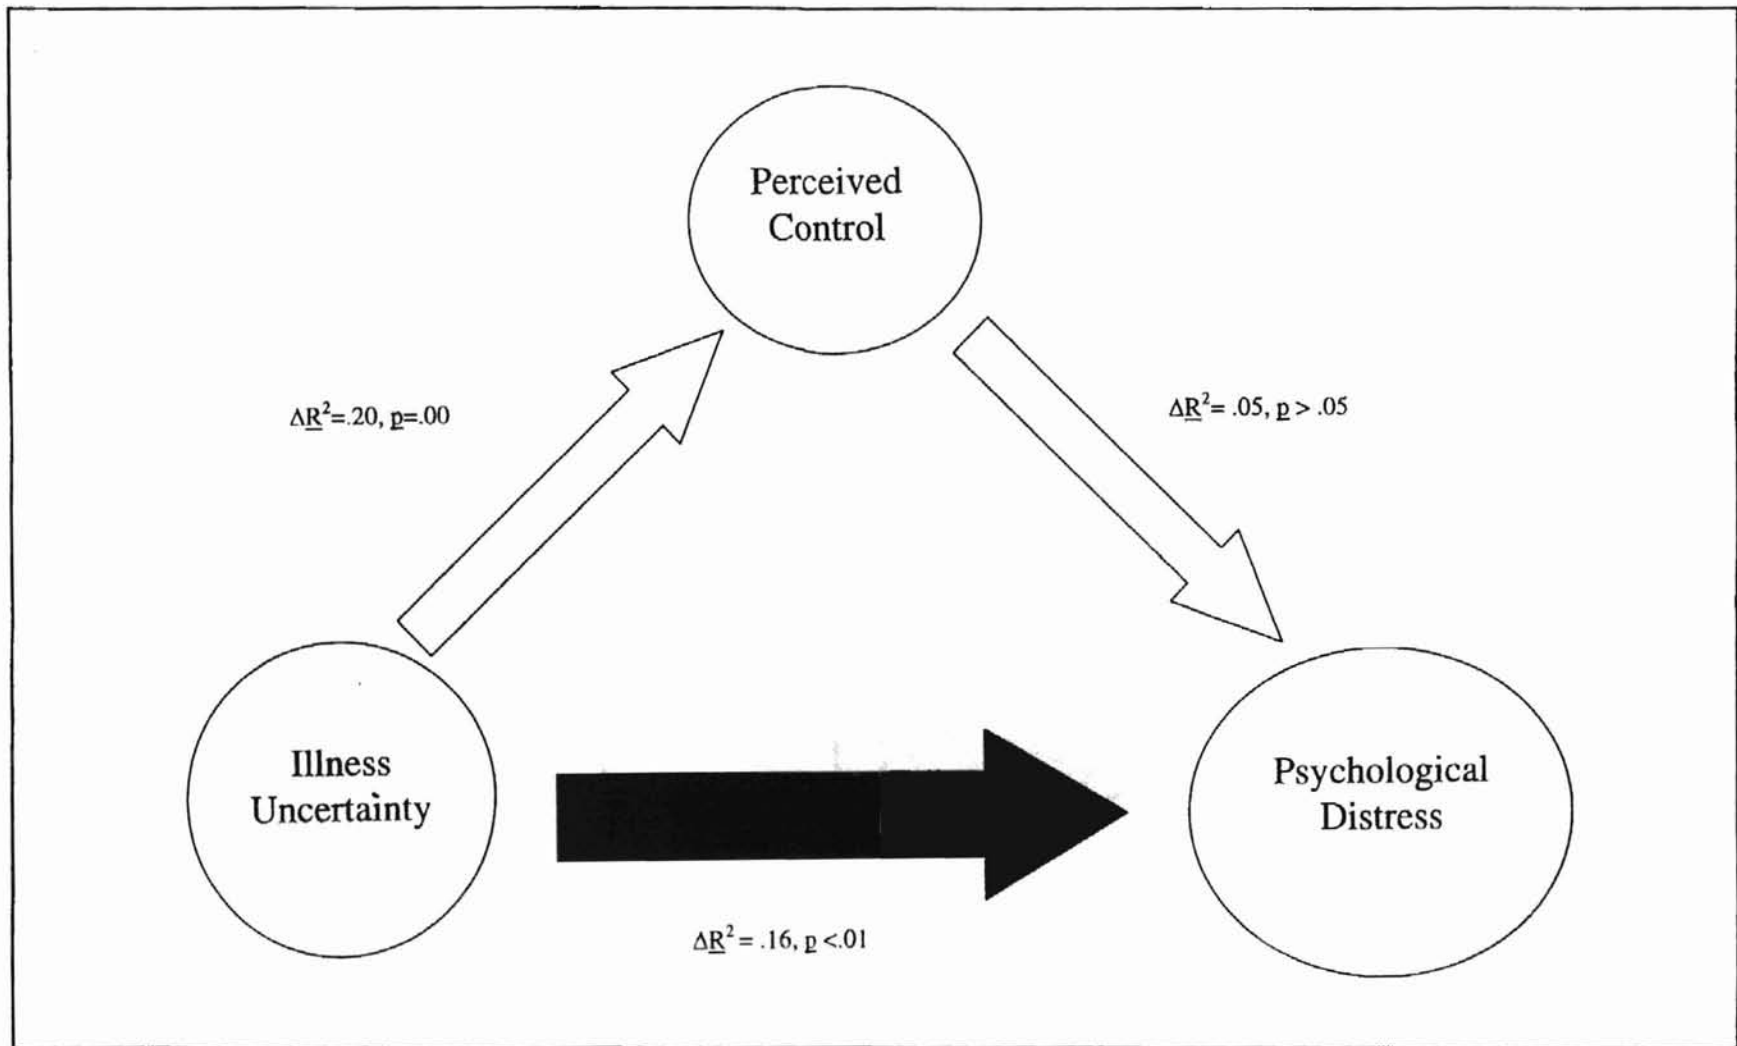 Perceived
Control
ΔR²=.20, p=.00
ΔR²= .05, p > .05
Illness
Uncertainty
Psychological
Distress
ΔR² = .16, p <.01